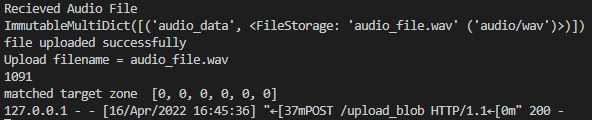 Recieved Audio File
ImmutableMultiDict([('audio_data', <FileStorage: 'audio_file.wav' ('audio/wav')>)])
file uploaded successfully
Upload filename = audio_file.wav
1091
matched target zone  [0, 0, 0, 0, 0, 0]
127.0.0.1 - - [16/Apr/2022 16:45:36] "←[37mPOST /upload_blob HTTP/1.1←[0m" 200 -